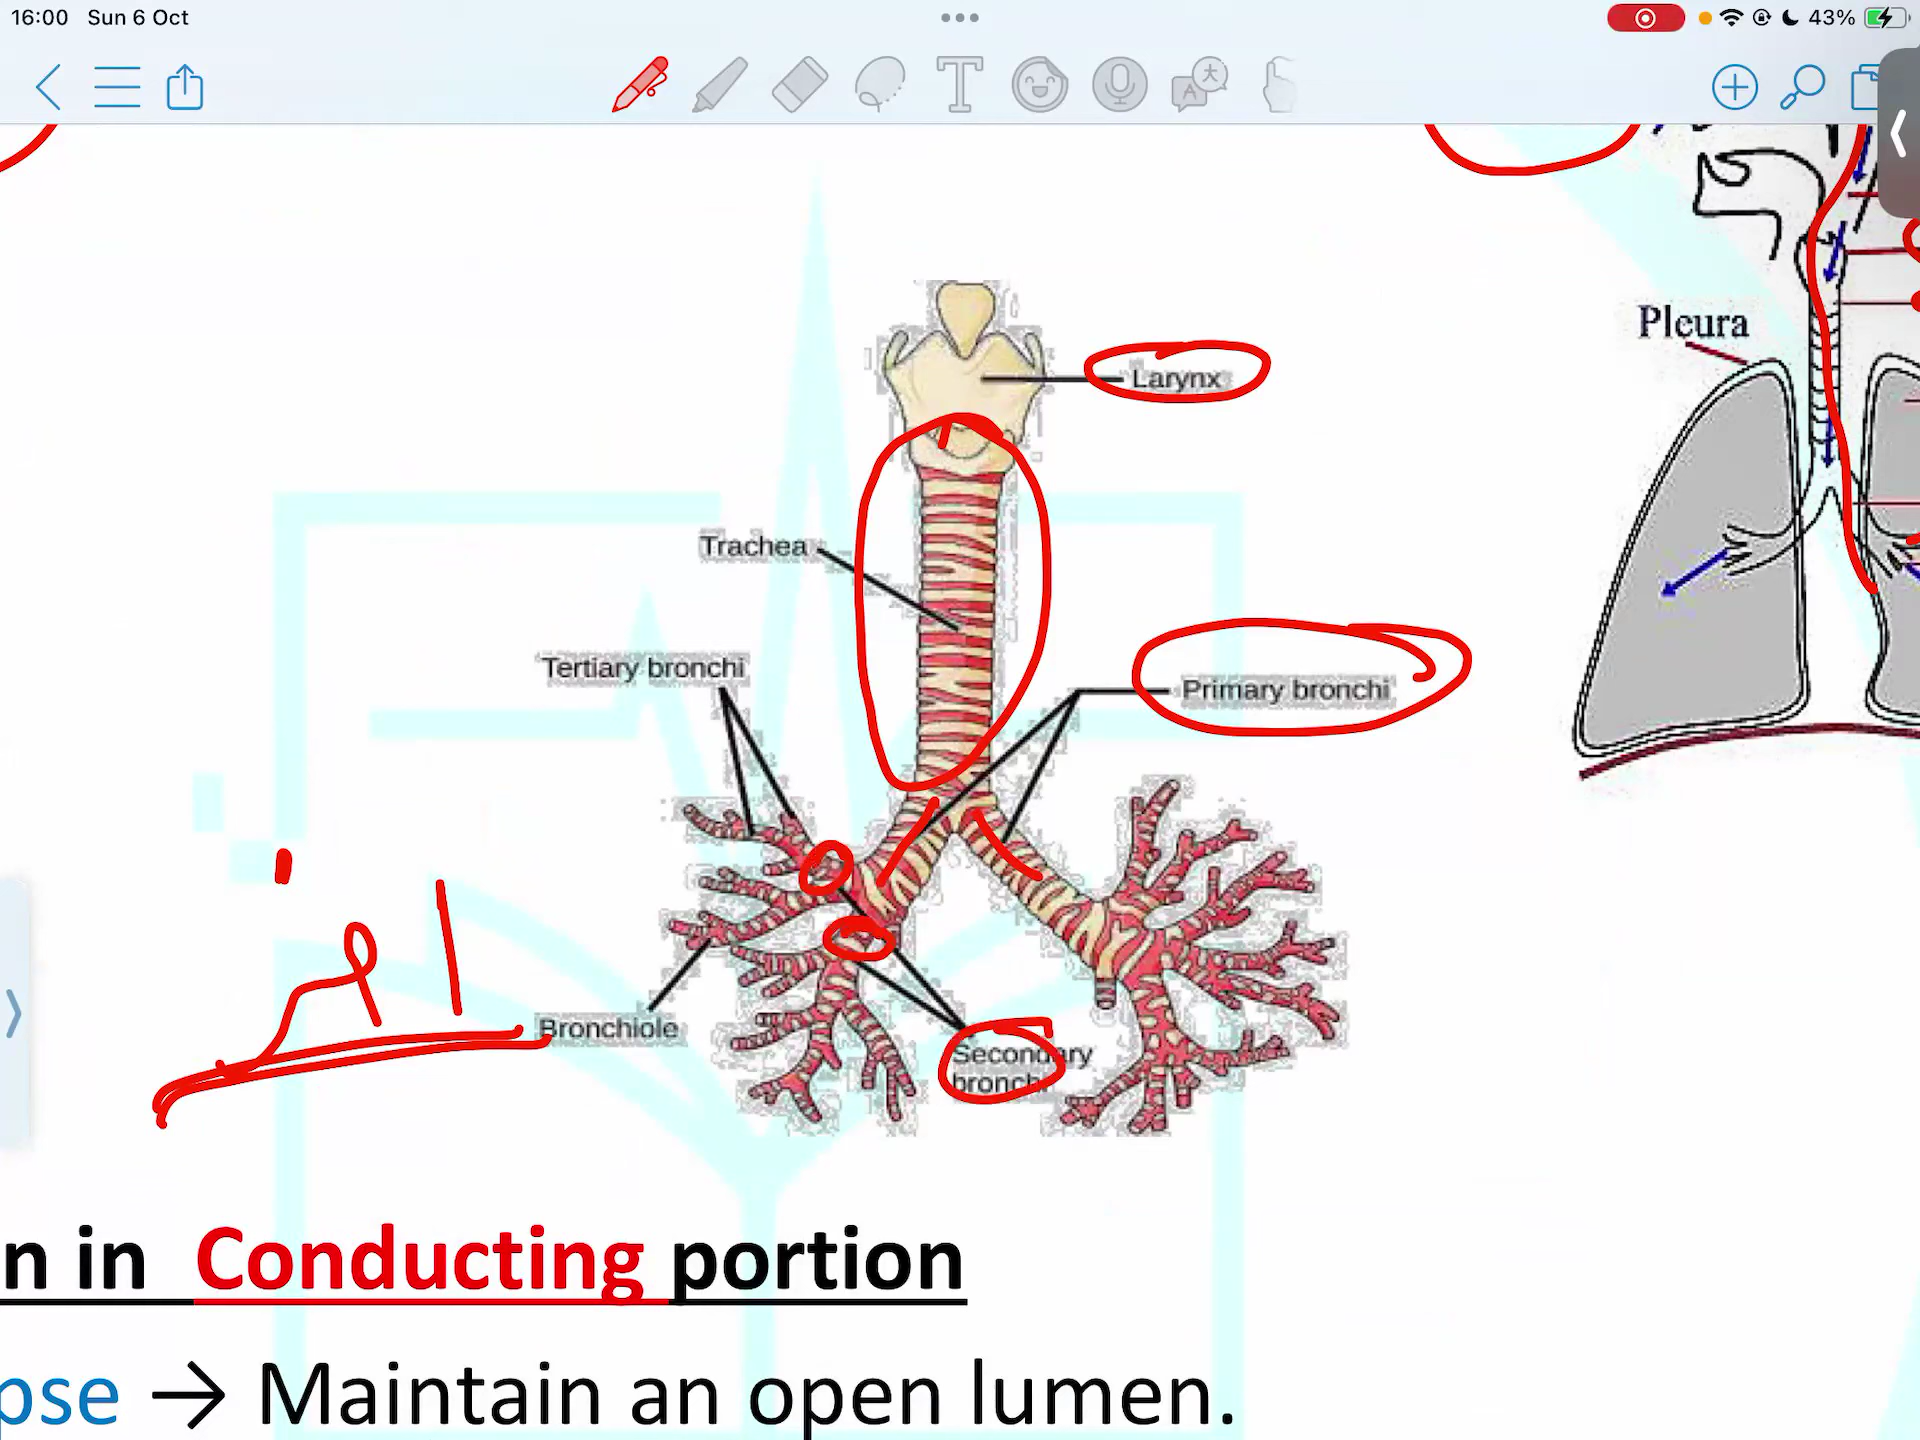 16:00 Sun 6 Oct
43%
Pleura
Larynx
Trachea
Tertiary bronchi
Primary bronchi
Bronchiole
Secondary
bronchi
n in Conducting portion
pse → Maintain an open lumen.